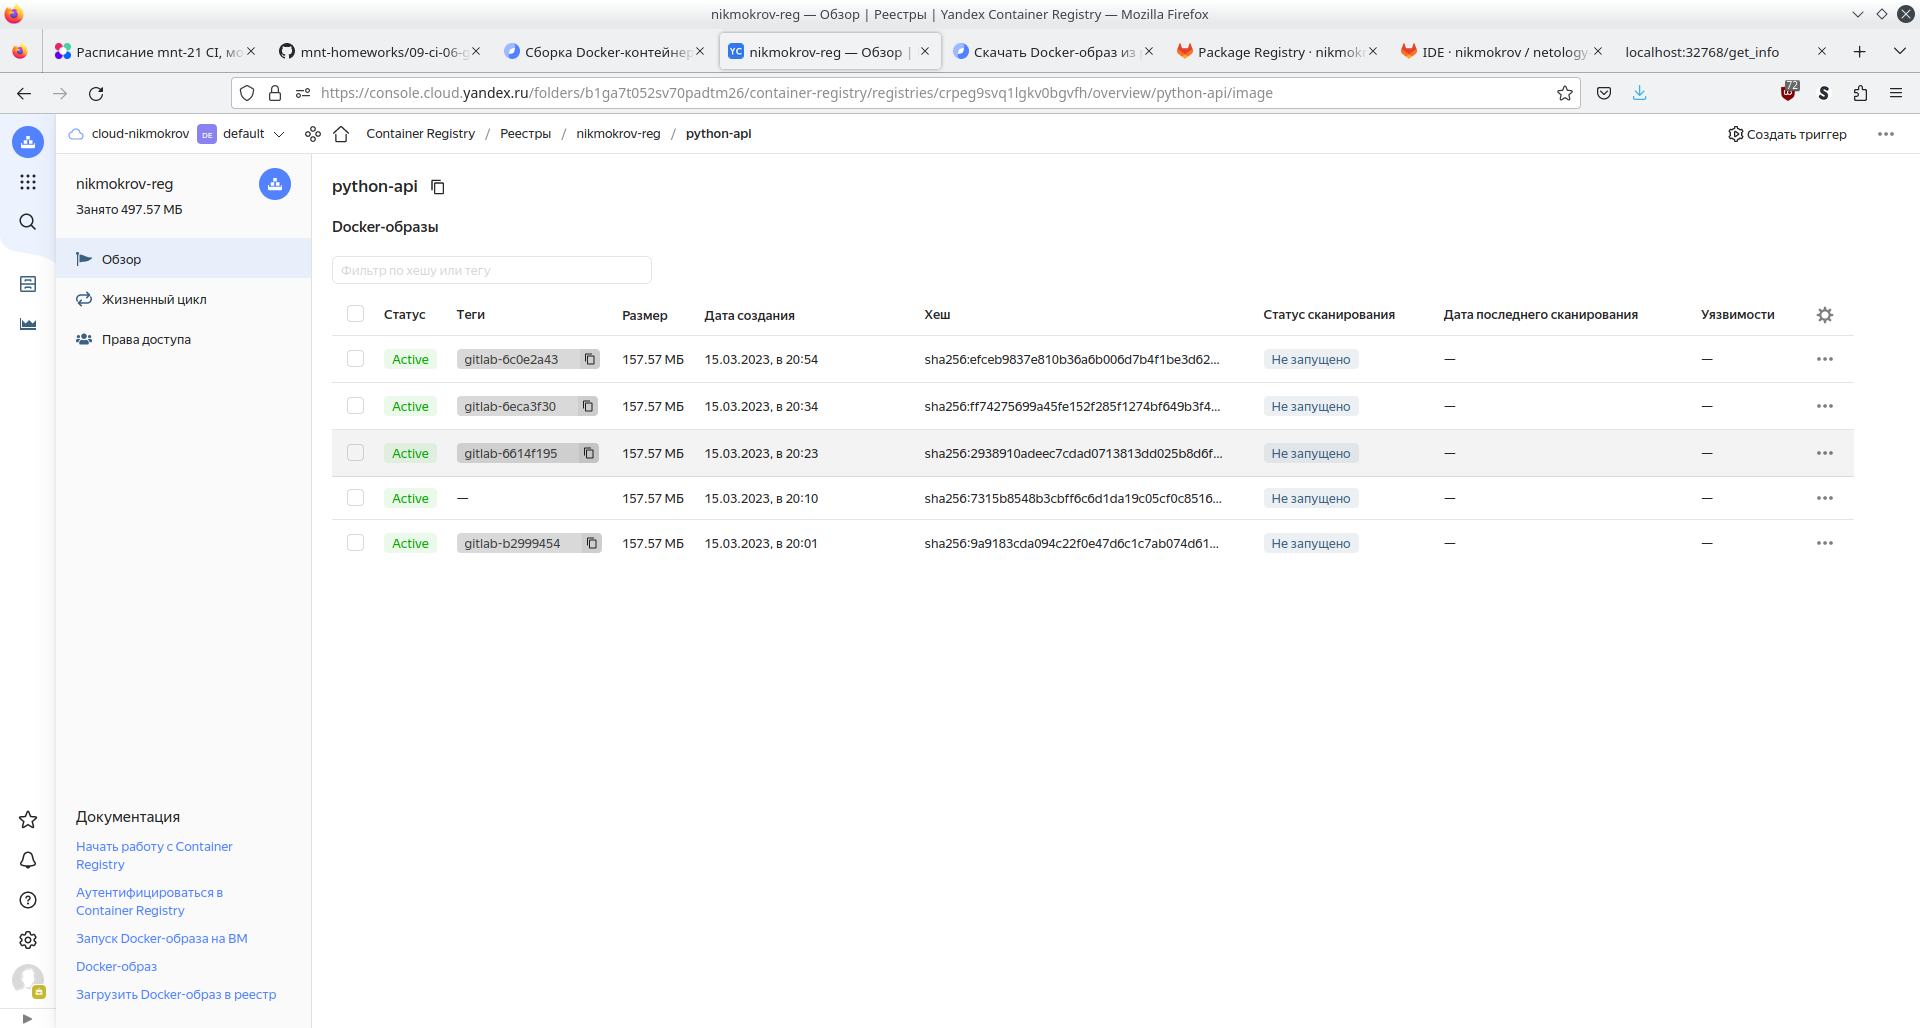 nikmokrov-reg — Обзор | Реестры | Yandex Container Registry — Mozilla Firefox
Расписание mnt-21 CI, мо
mnt-homeworks/09-ci-06-g
Сборка Docker-контейнер
nikmokrov-reg — Обзор |
Скачать Docker-образ из
Package Registry · nikmok
IDE · nikmokrov / netology-
localhost:32768/get_info
https://console.cloud.yandex.ru/folders/b1ga7t052sv70padtm26/container-registry/registries/crpeg9svq1lgkv0bgvfh/overview/python-api/image
72
cloud-nikmokrov DE default Container Registry / Реестры / nikmokrov-reg / python-api
Создать триггер
nikmokrov-reg
Занято 497.57 МБ
Обзор
Жизненный цикл
Права доступа
Документация
Начать работу с Container
Registry
Аутентифицироваться в
Container Registry
Запуск Docker-образа на ВМ
Docker-образ
Загрузить Docker-образ в реестр
python-api
Docker-образы
Фильтр по хешу или тегу
Статус Теги Размер Дата создания Хеш Статус сканирования Дата последнего сканирования Уязвимости
Active gitlab-6c0e2a43 157.57 МБ 15.03.2023, в 20:54 sha256:efceb9837e810b36a6b006d7b4f1be3d62... Не запущено — —
Active gitlab-6eca3f30 157.57 МБ 15.03.2023, в 20:34 sha256:ff74275699a45fe152f285f1274bf649b3f4... Не запущено — —
Active gitlab-6614f195 157.57 МБ 15.03.2023, в 20:23 sha256:2938910adeec7cdad0713813dd025b8d6f... Не запущено — —
Active — 157.57 МБ 15.03.2023, в 20:10 sha256:7315b8548b3cbff6c6d1da19c05cf0c8516... Не запущено — —
Active gitlab-b2999454 157.57 МБ 15.03.2023, в 20:01 sha256:9a9183cda094c22f0e47d6c1c7ab074d61... Не запущено — —